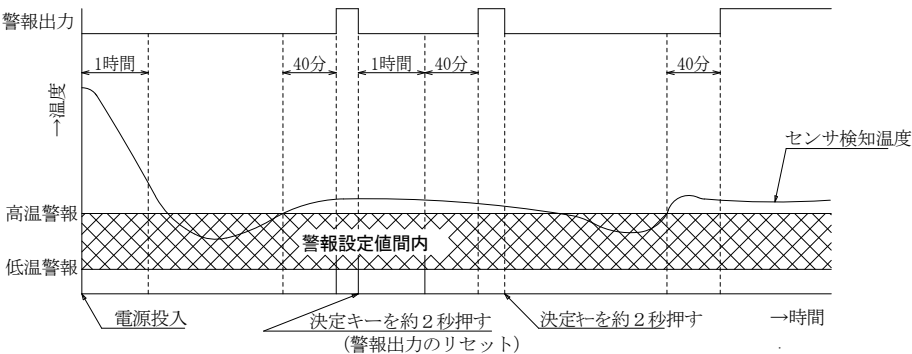 警報出力
1時間
40分
1時間
40分
40分
→温度
センサ検知温度
高温警報
警報設定値間内
低温警報
電源投入
決定キーを約2秒押す
(警報出力のリセット)
決定キーを約2秒押す
→時間